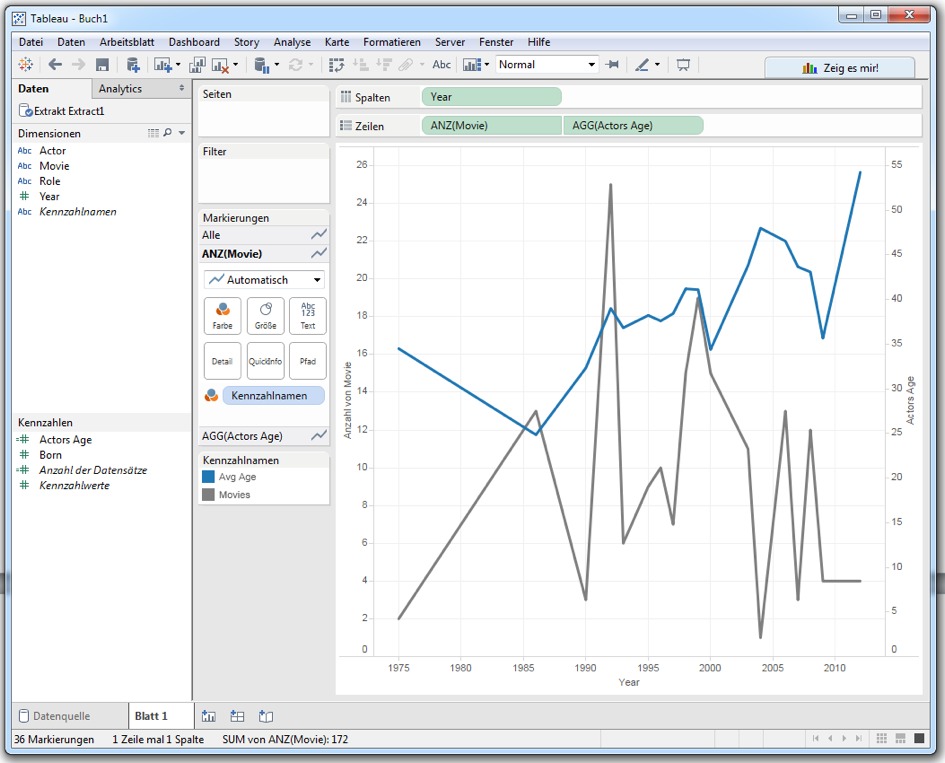 Tableau - Buch1
Datei Daten Arbeitsblatt Dashboard Story Analyse Karte Formatieren Server Fenster Hilfe
Abc Normal Zeig es mir!
Daten Analytics
Extrakt Extract1
Dimensionen
Abc Actor
Abc Movie
Abc Role
# Year
Abc Kennzahlnamen
Kennzahlen
=# Actors Age
# Born
=# Anzahl der Datensätze
# Kennzahlwerte
Seiten
Filter
Markierungen
Alle
ANZ(Movie)
Automatisch
Abc
123
Farbe Größe Text
Detail QuickInfo Pfad
Kennzahlnamen
AGG(Actors Age)
Kennzahlnamen
Avg Age
Movies
Spalten Year
Zeilen ANZ(Movie) AGG(Actors Age)
26
24
22
20
18
16
14
12
10
8
6
4
2
0
Anzahl von Movie
55
50
45
40
35
30
25
20
15
10
5
0
Actors Age
1975 1980 1985 1990 1995 2000 2005 2010
Year
Datenquelle Blatt 1
36 Markierungen 1 Zeile mal 1 Spalte SUM von ANZ(Movie): 172